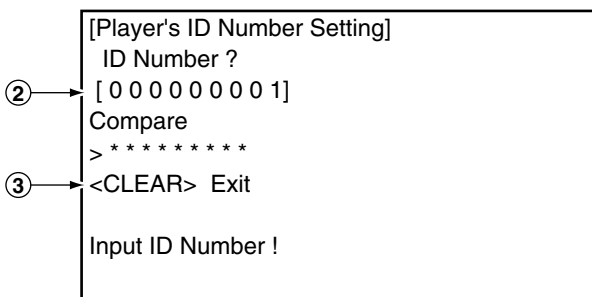 [Player's ID Number Setting]
ID Number ?
② [ 0 0 0 0 0 0 0 0 1]
Compare
> * * * * * * * * *
③ <CLEAR> Exit
Input ID Number !